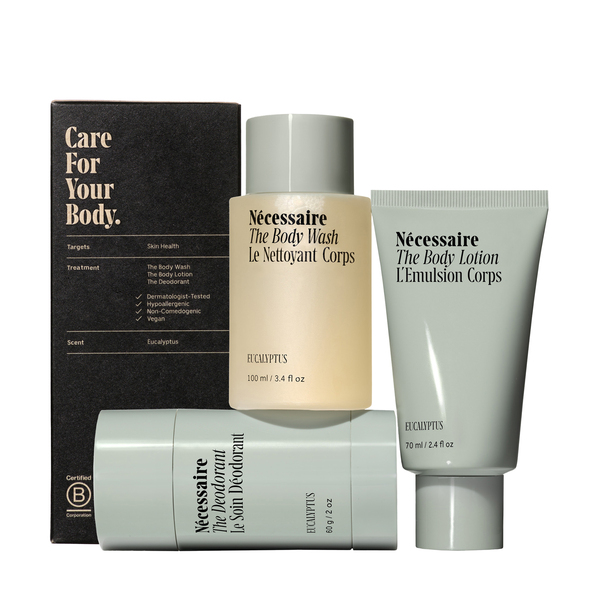 Care
For
Your
Body.
Targets Skin Health
Treatment The Body Wash
The Body Lotion
The Deodorant
Dermatologist-Tested
Hypoallergenic
Non-Comedogenic
Vegan
Scent Eucalyptus
Certified
B
Corporation
Nécessaire
The Body Wash
Le Nettoyant Corps
EUCALYPTUS
100 ml / 3.4 fl oz
Nécessaire
The Body Lotion
L'Emulsion Corps
EUCALYPTUS
70 ml / 2.4 fl oz
Nécessaire
The Deodorant
Le Soin Déodorant
EUCALYPTUS
60 g / 2 oz